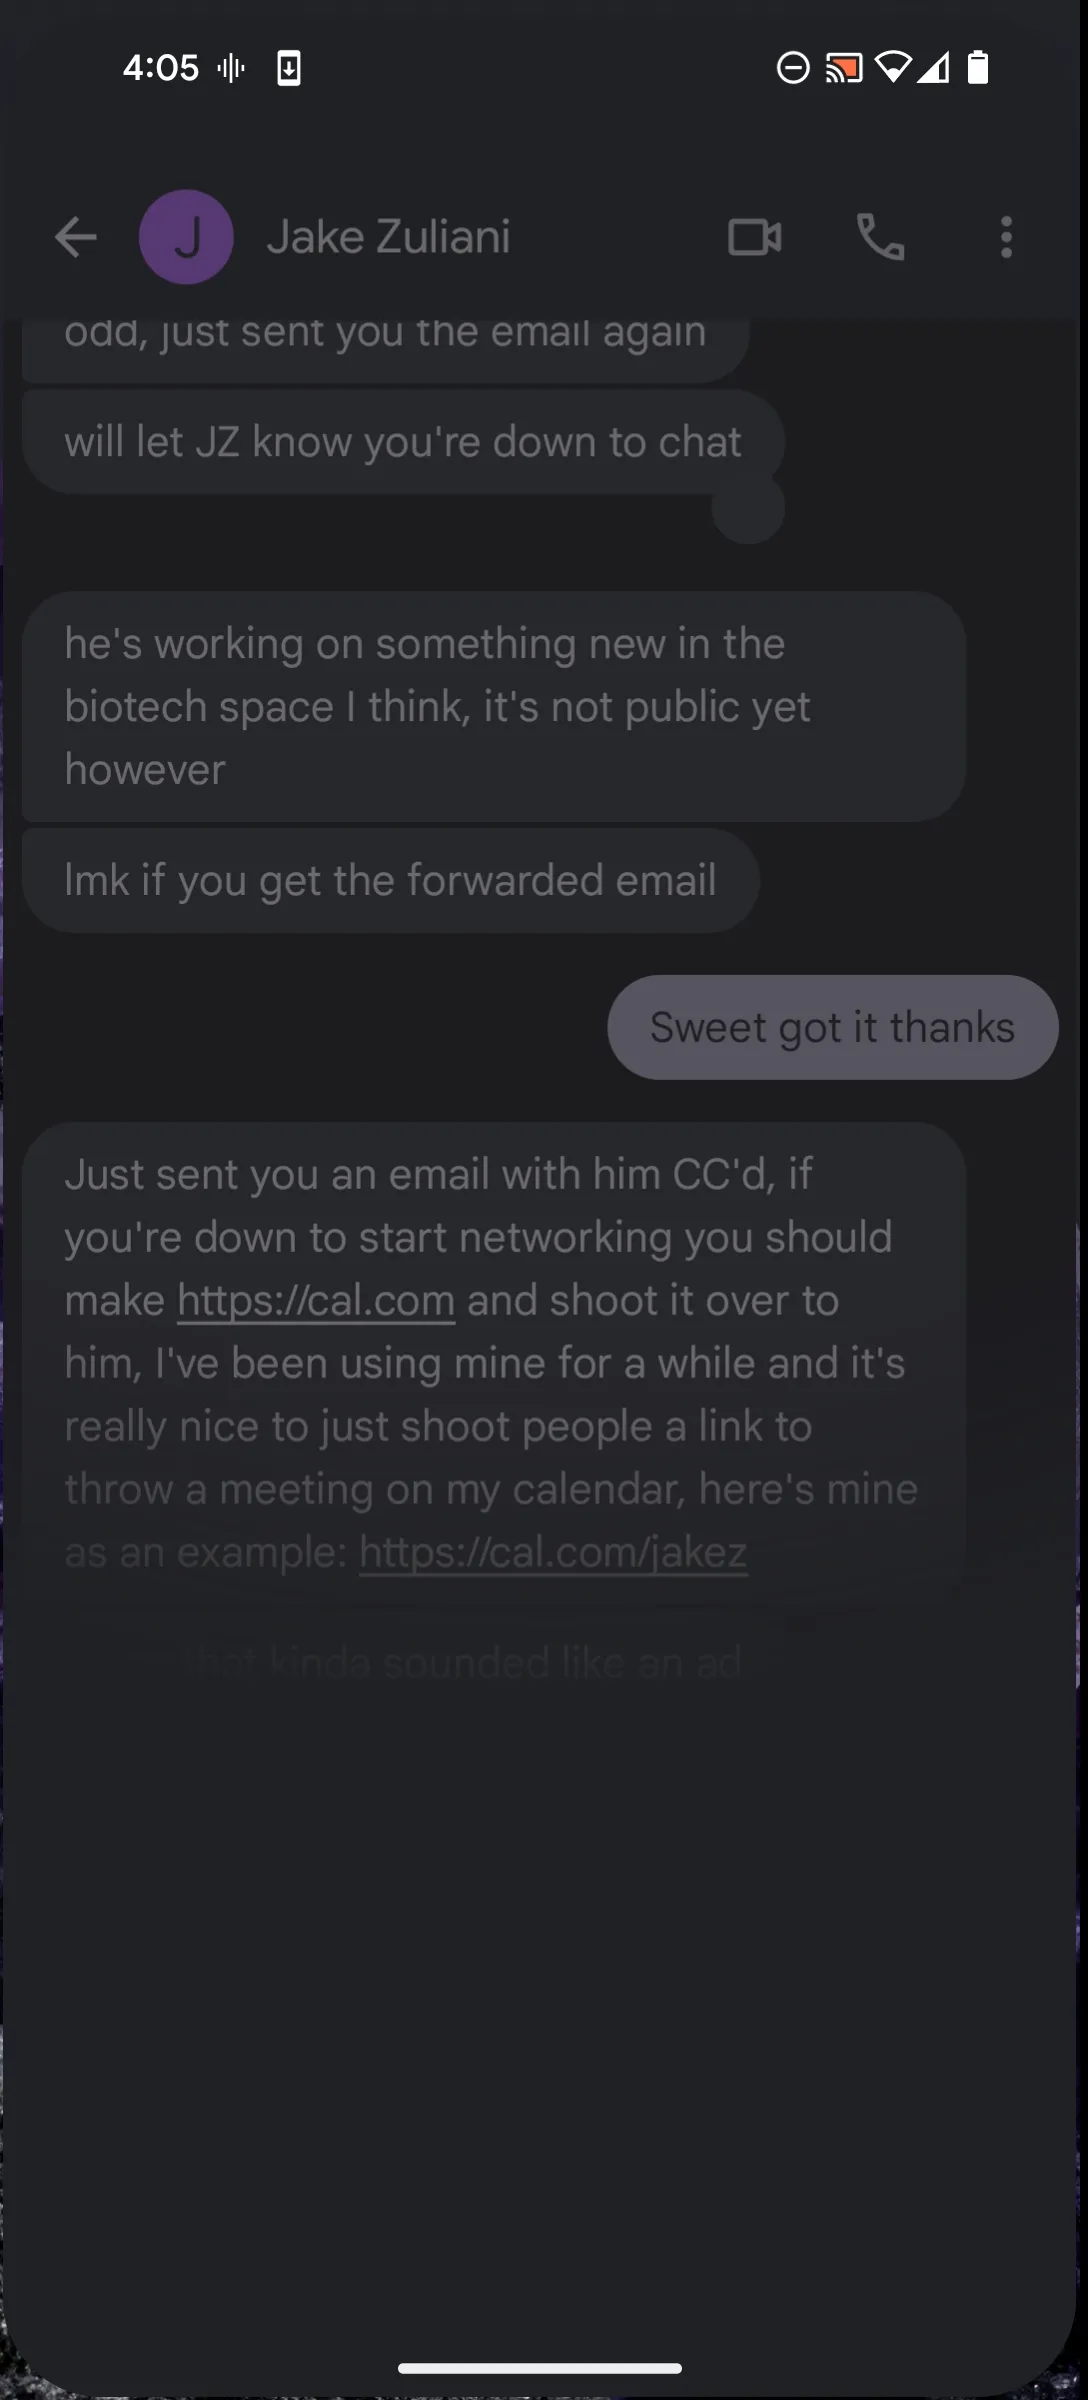 4:05
J
Jake Zuliani
odd, just sent you the email again
will let JZ know you're down to chat
he's working on something new in the
biotech space I think, it's not public yet
however
lmk if you get the forwarded email
Sweet got it thanks
Just sent you an email with him CC'd, if
you're down to start networking you should
make https://cal.com and shoot it over to
him, I've been using mine for a while and it's
really nice to just shoot people a link to
throw a meeting on my calendar, here's mine
as an example: https://cal.com/jakez
that kinda sounded like an ad